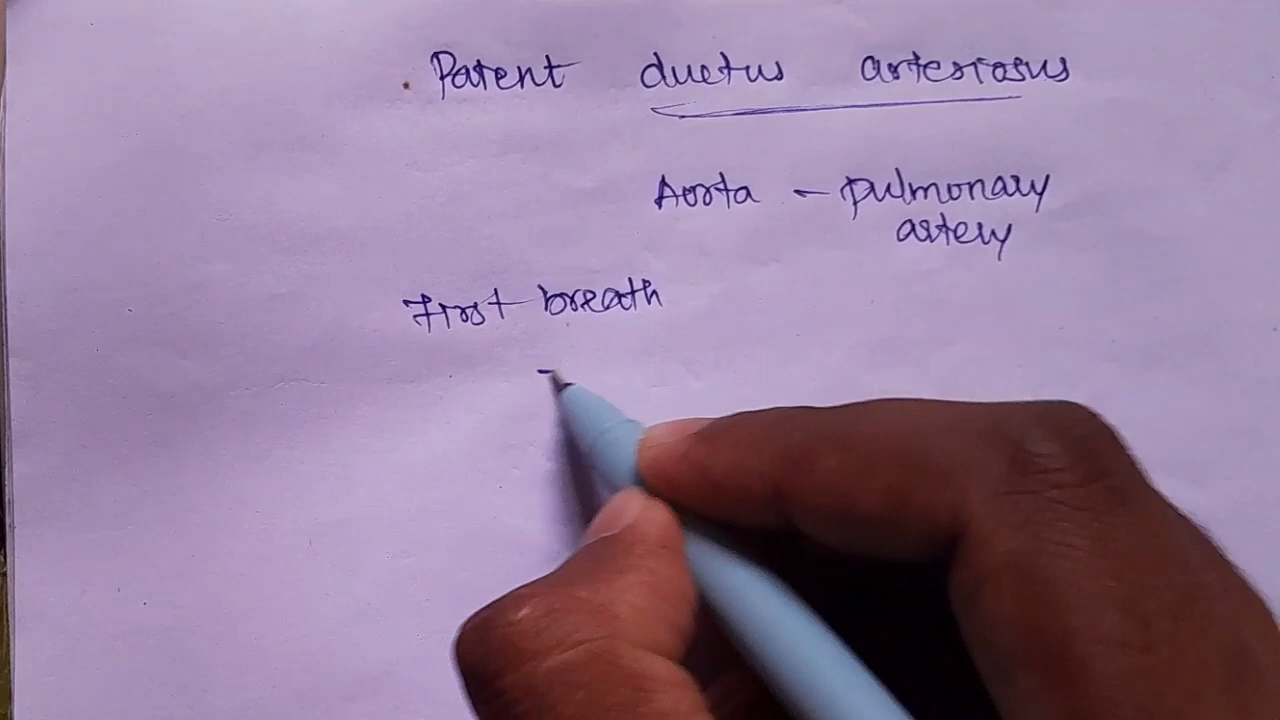 Patent ductus arteriosus
Aorta - pulmonary
artery
First breath
-